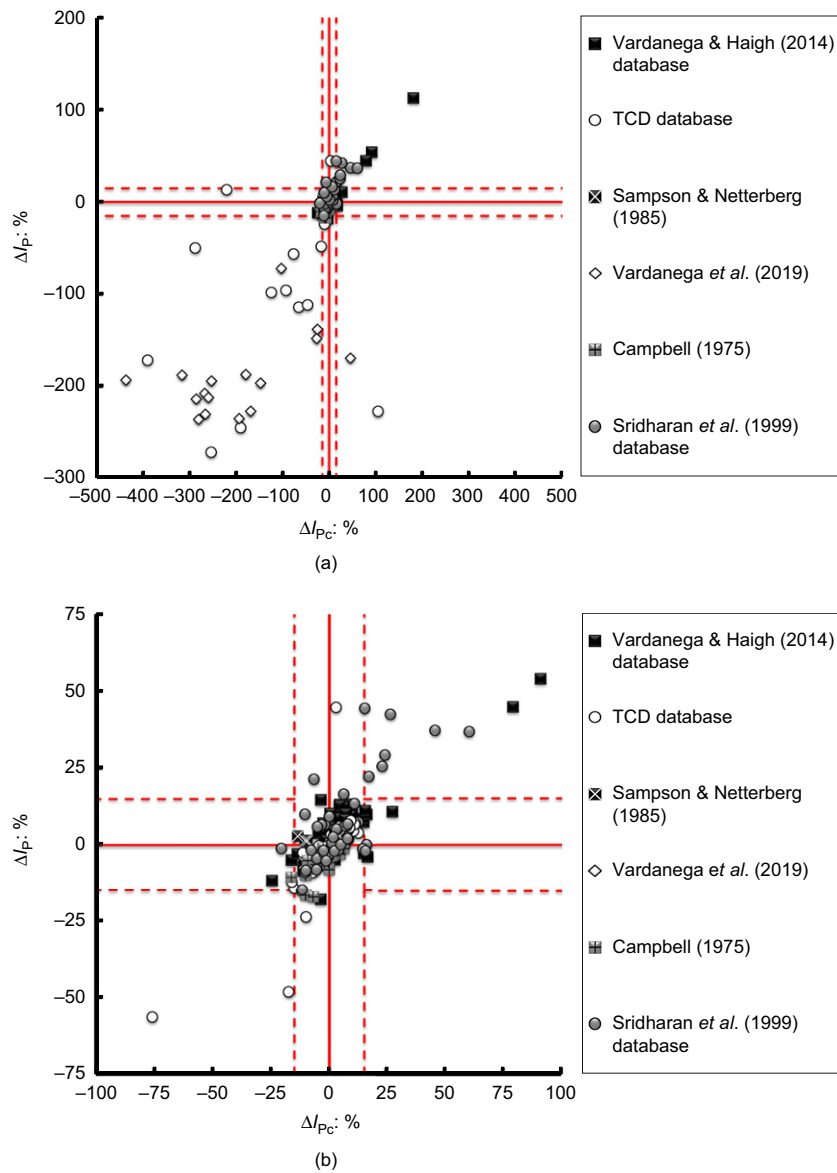 200
100
0
–100
–200
–300
ΔIP: %
–500 –400 –300 –200 –100 0 100 200 300 400 500
ΔIPc: %
(a)
Vardanega & Haigh (2014)
database
TCD database
Sampson & Netterberg
(1985)
Vardanega et al. (2019)
Campbell (1975)
Sridharan et al. (1999)
database
75
50
25
0
–25
–50
–75
ΔIP: %
–100 –75 –50 –25 0 25 50 75 100
ΔIPc: %
(b)
Vardanega & Haigh (2014)
database
TCD database
Sampson & Netterberg
(1985)
Vardanega et al. (2019)
Campbell (1975)
Sridharan et al. (1999)
database